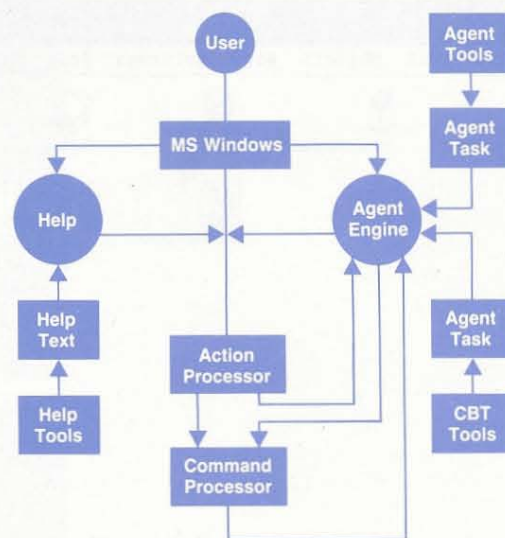 User
Agent
Tools
MS Windows
Agent
Task
Help
Agent
Engine
Help
Text
Agent
Task
Action
Processor
Help
Tools
CBT
Tools
Command
Processor